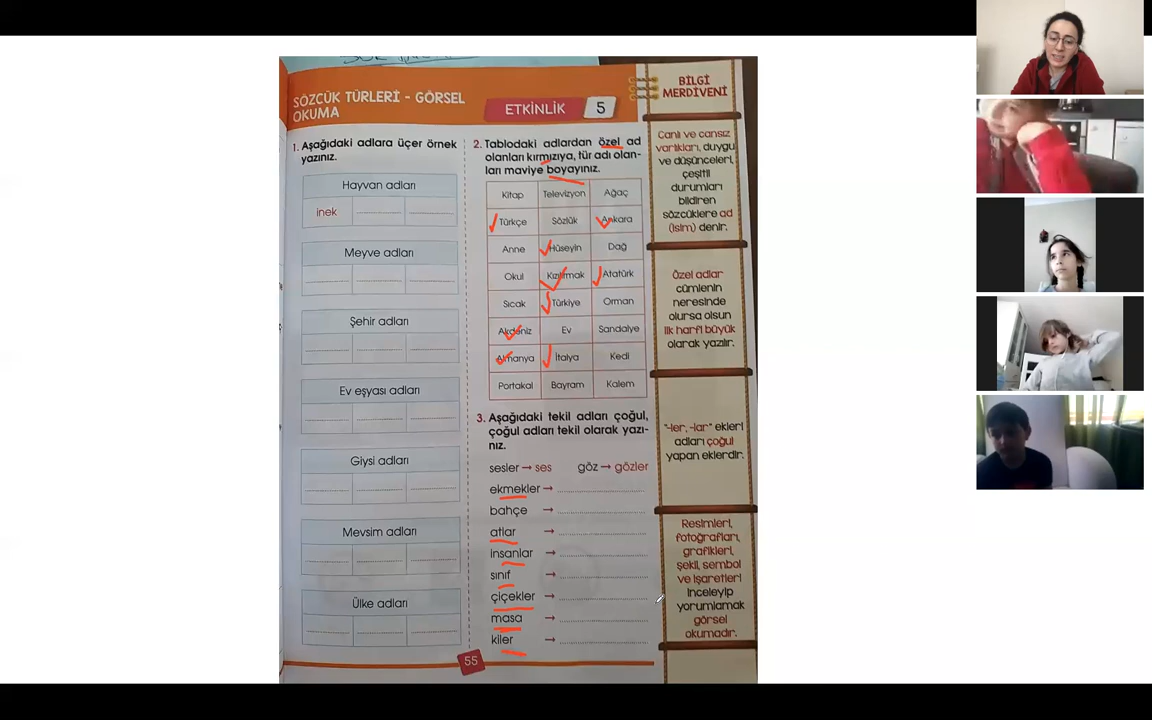 SÖZCÜK TÜRLERİ - GÖRSEL
OKUMA
ETKİNLİK 5
1. Aşağıdaki adlara üçer örnek
yazınız.
Hayvan adları
inek
Meyve adları
Şehir adları
Ev eşyası adları
Giysi adları
Mevsim adları
Ülke adları
2. Tablodaki adlardan özel ad
olanları kırmızıya, tür adı olan-
ları maviye boyayınız.
Kitap Televizyon Ağaç
Türkçe Sözlük Ankara
Anne Hüseyin Dağ
Okul Kızılırmak Atatürk
Sıcak Türkiye Orman
Akdeniz Ev Sandalye
Almanya İtalya Kedi
Portakal Bayram Kalem
3. Aşağıdaki tekil adları çoğul,
çoğul adları tekil olarak yazı-
nız.
sesler → ses göz → gözler
ekmekler →
bahçe →
atlar →
insanlar →
sınıf →
çiçekler →
masa →
kiler →
55
BİLGİ
MERDİVENİ
Canlı ve cansız
varlıkları, duygu
ve düşünceleri,
çeşitli
durumları
bildiren
sözcüklere ad
(isim) denir.
Özel adlar
cümlenin
neresinde
olursa olsun
ilk harfi büyük
olarak yazılır.
"-ler, -lar" ekleri
adları çoğul
yapan eklerdir.
Resimleri,
fotoğrafları,
grafikleri,
şekil, sembol
ve işaretleri
inceleyip
yorumlamak
görsel
okumadır.